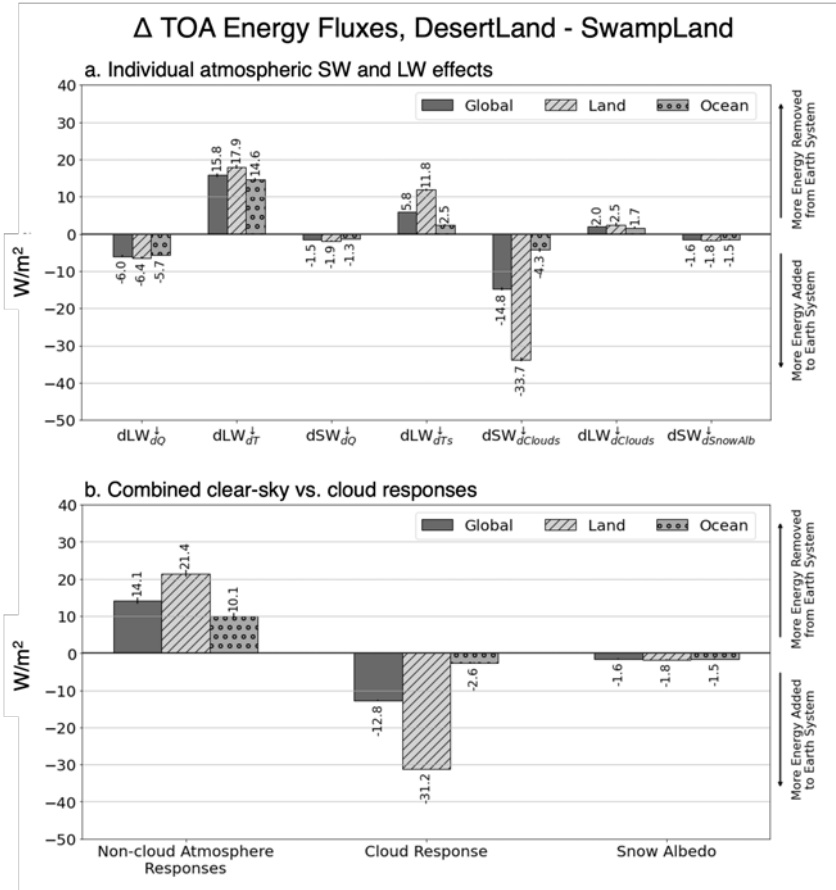 Δ TOA Energy Fluxes, DesertLand - SwampLand
a. Individual atmospheric SW and LW effects
Global Land Ocean
40
30
20
10
0
−10
−20
−30
−40
−50
W/m²
-6.0
-6.4
-5.7
15.8
17.9
14.6
-1.5
-1.9
-1.3
5.8
11.8
2.5
-14.8
-33.7
-4.3
2.0
2.5
1.7
-1.6
-1.8
-1.5
dLW↓dQ
dLW↓dT
dSW↓dQ
dLW↓dTs
dSW↓dClouds
dLW↓dClouds
dSW↓dSnowAlb
More Energy Removed
from Earth System
More Energy Added
to Earth System
b. Combined clear-sky vs. cloud responses
Global Land Ocean
40
30
20
10
0
−10
−20
−30
−40
−50
W/m²
14.1
21.4
10.1
-12.8
-31.2
-2.6
-1.6
-1.8
-1.5
Non-cloud Atmosphere
Responses
Cloud Response
Snow Albedo
More Energy Removed
from Earth System
More Energy Added
to Earth System